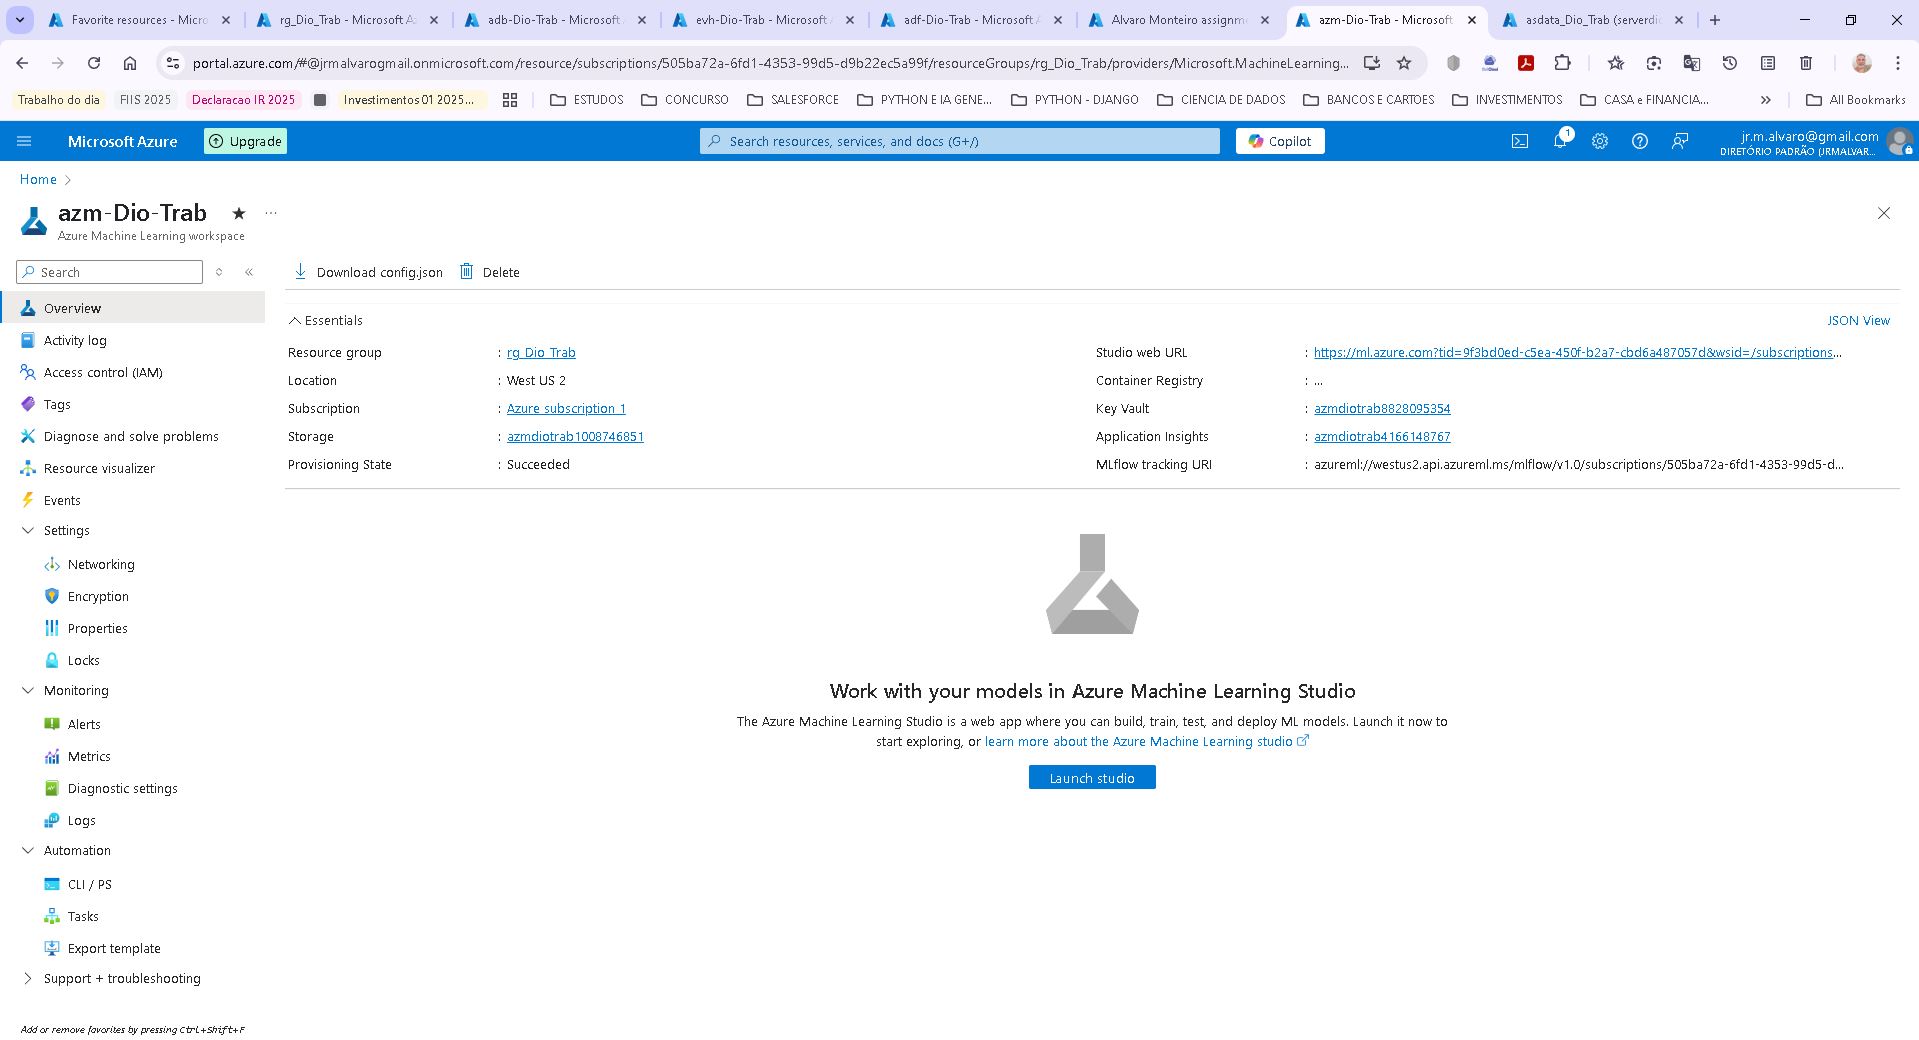 Favorite resources - Micro
rg_Dio_Trab - Microsoft Az
adb-Dio-Trab - Microsoft A
evh-Dio-Trab - Microsoft A
adf-Dio-Trab - Microsoft A
Alvaro Monteiro assignme
azm-Dio-Trab - Microsoft
asdata_Dio_Trab (serverdio
portal.azure.com/#@jrmalvarogmail.onmicrosoft.com/resource/subscriptions/505ba72a-6fd1-4353-99d5-d9b22ec5a99f/resourceGroups/rg_Dio_Trab/providers/Microsoft.MachineLearning...
Trabalho do dia
FIIS 2025
Declaracao IR 2025
Investimentos 01 2025...
ESTUDOS
CONCURSO
SALESFORCE
PYTHON E IA GENE...
PYTHON - DJANGO
CIENCIA DE DADOS
BANCOS E CARTOES
INVESTIMENTOS
CASA e FINANCIA...
All Bookmarks
Microsoft Azure
Upgrade
Search resources, services, and docs (G+/)
Copilot
1
jr.m.alvaro@gmail.com
DIRETÓRIO PADRÃO (JRMALVAR...
Home
azm-Dio-Trab
Azure Machine Learning workspace
Search
Download config.json
Delete
Overview
Activity log
Access control (IAM)
Tags
Diagnose and solve problems
Resource visualizer
Events
Settings
Networking
Encryption
Properties
Locks
Monitoring
Alerts
Metrics
Diagnostic settings
Logs
Automation
CLI / PS
Tasks
Export template
Support + troubleshooting
Add or remove favorites by pressing Ctrl+Shift+F
Essentials
JSON View
Resource group : rg_Dio_Trab
Location : West US 2
Subscription : Azure subscription 1
Storage : azmdiotrab1008746851
Provisioning State : Succeeded
Studio web URL : https://ml.azure.com?tid=9f3bd0ed-c5ea-450f-b2a7-cbd6a487057d&wsid=/subscriptions...
Container Registry : ...
Key Vault : azmdiotrab8828095354
Application Insights : azmdiotrab4166148767
MLflow tracking URI : azureml://westus2.api.azureml.ms/mlflow/v1.0/subscriptions/505ba72a-6fd1-4353-99d5-d...
Work with your models in Azure Machine Learning Studio
The Azure Machine Learning Studio is a web app where you can build, train, test, and deploy ML models. Launch it now to
start exploring, or learn more about the Azure Machine Learning studio
Launch studio